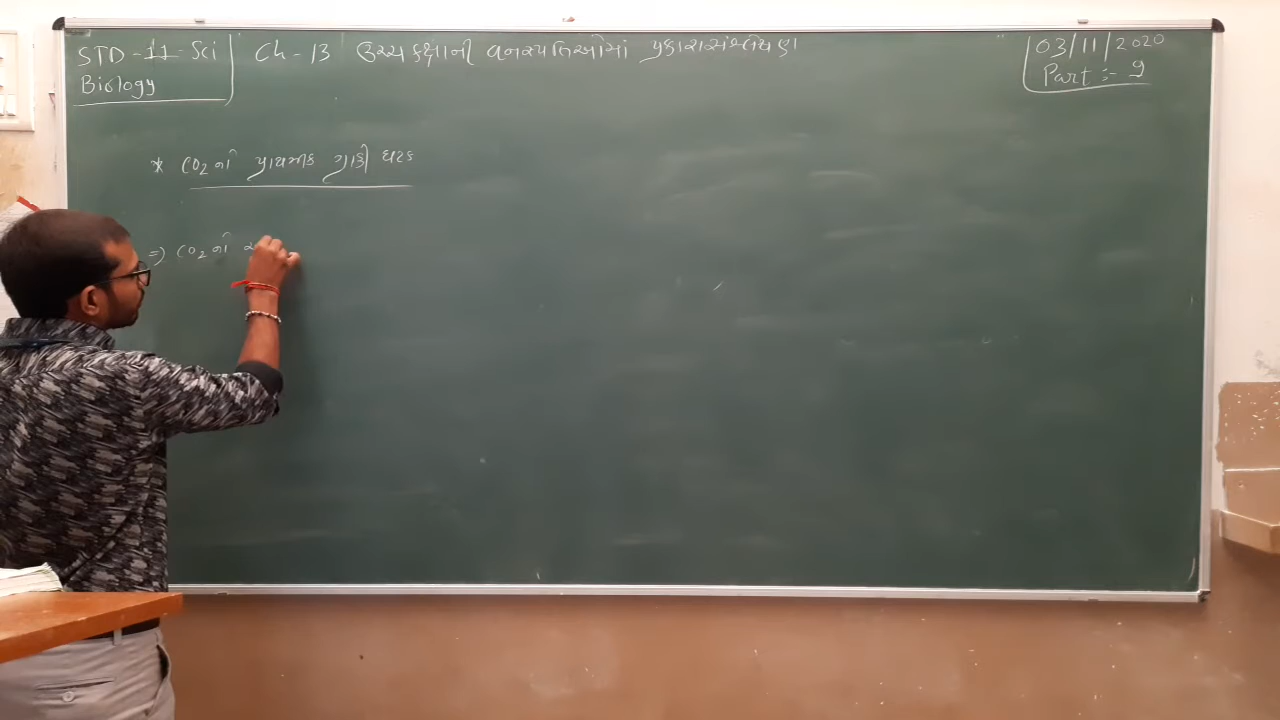 STD - 11 - Sci
Biology
Ch - 13 ઉચ્ચ કક્ષાની વનસ્પતિઓમાં પ્રકાશસંશ્લેષણ
03/11/2020
Part :- 9
* CO2 નો પ્રાથમિક ગ્રાહી ઘટક
⇒ CO2 નો